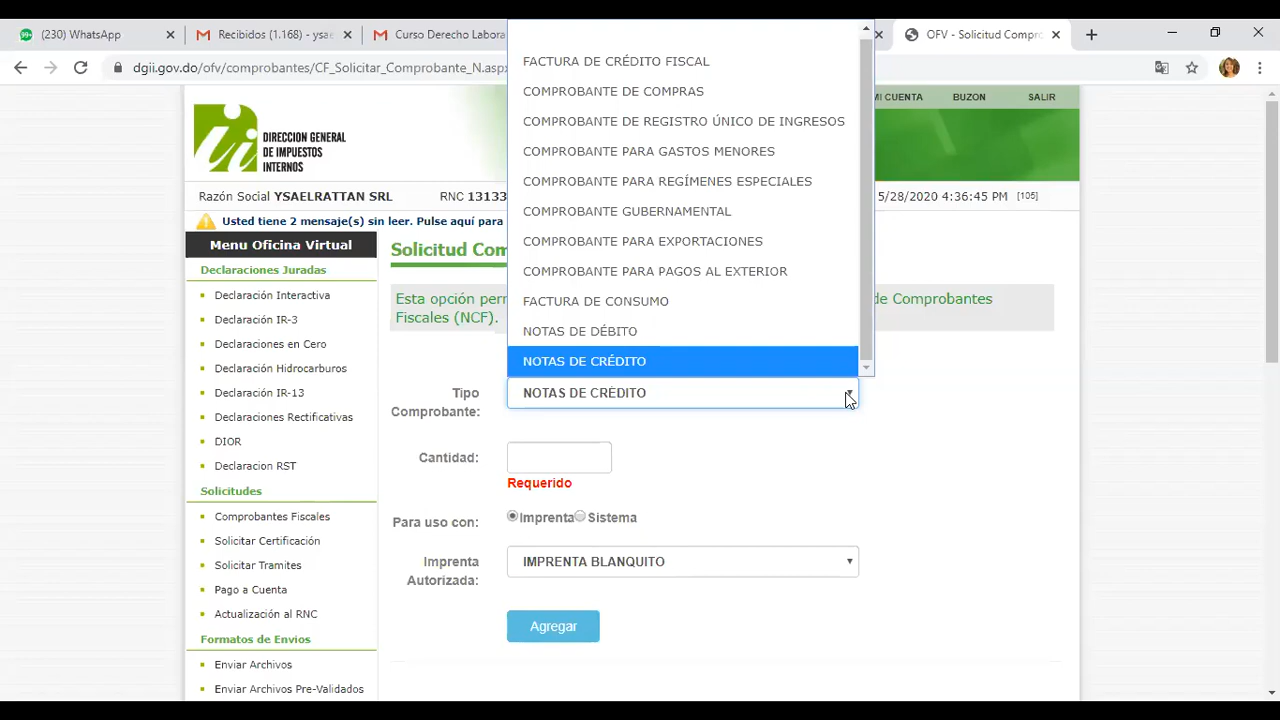 (230) WhatsApp
Recibidos (1.168) - ysae
Curso Derecho Labora
OFV - Solicitud Compro
dgii.gov.do/ofv/comprobantes/CF_Solicitar_Comprobante_N.aspx
DIRECCION GENERAL
DE IMPUESTOS
INTERNOS
MI CUENTA BUZON SALIR
Razón Social YSAELRATTAN SRL RNC 13133
5/28/2020 4:36:45 PM [105]
Usted tiene 2 mensaje(s) sin leer. Pulse aquí para
FACTURA DE CRÉDITO FISCAL
COMPROBANTE DE COMPRAS
COMPROBANTE DE REGISTRO ÚNICO DE INGRESOS
COMPROBANTE PARA GASTOS MENORES
COMPROBANTE PARA REGÍMENES ESPECIALES
COMPROBANTE GUBERNAMENTAL
COMPROBANTE PARA EXPORTACIONES
COMPROBANTE PARA PAGOS AL EXTERIOR
FACTURA DE CONSUMO
NOTAS DE DÉBITO
NOTAS DE CRÉDITO
Menu Oficina Virtual
Declaraciones Juradas
Declaración Interactiva
Declaración IR-3
Declaraciones en Cero
Declaración Hidrocarburos
Declaración IR-13
Declaraciones Rectificativas
DIOR
Declaracion RST
Solicitudes
Comprobantes Fiscales
Solicitar Certificación
Solicitar Tramites
Pago a Cuenta
Actualización al RNC
Formatos de Envios
Enviar Archivos
Enviar Archivos Pre-Validados
Solicitud Com
Esta opción perm
de Comprobantes
Fiscales (NCF).
Tipo
Comprobante:
NOTAS DE CRÉDITO
Cantidad:
Requerido
Para uso con:
Imprenta Sistema
Imprenta
Autorizada:
IMPRENTA BLANQUITO
Agregar